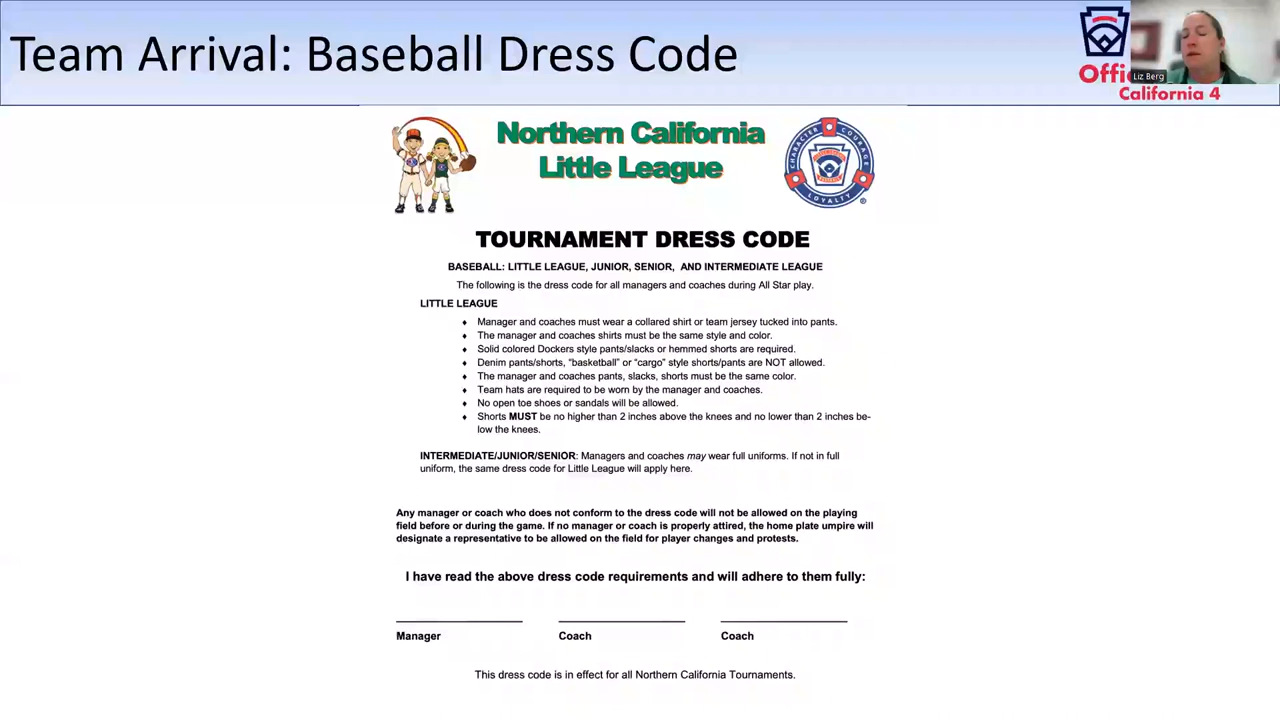 Team Arrival: Baseball Dress Code
Liz Berg
California 4
Northern California
Little League
CHARACTER COURAGE
LOYALTY
TOURNAMENT DRESS CODE
BASEBALL: LITTLE LEAGUE, JUNIOR, SENIOR, AND INTERMEDIATE LEAGUE
The following is the dress code for all managers and coaches during All Star play.
LITTLE LEAGUE
♦ Manager and coaches must wear a collared shirt or team jersey tucked into pants.
♦ The manager and coaches shirts must be the same style and color.
♦ Solid colored Dockers style pants/slacks or hemmed shorts are required.
♦ Denim pants/shorts, “basketball” or “cargo” style shorts/pants are NOT allowed.
♦ The manager and coaches pants, slacks, shorts must be the same color.
♦ Team hats are required to be worn by the manager and coaches.
♦ No open toe shoes or sandals will be allowed.
♦ Shorts MUST be no higher than 2 inches above the knees and no lower than 2 inches be-
low the knees.
INTERMEDIATE/JUNIOR/SENIOR: Managers and coaches may wear full uniforms. If not in full
uniform, the same dress code for Little League will apply here.
Any manager or coach who does not conform to the dress code will not be allowed on the playing
field before or during the game. If no manager or coach is properly attired, the home plate umpire will
designate a representative to be allowed on the field for player changes and protests.
I have read the above dress code requirements and will adhere to them fully:
Manager Coach Coach
This dress code is in effect for all Northern California Tournaments.